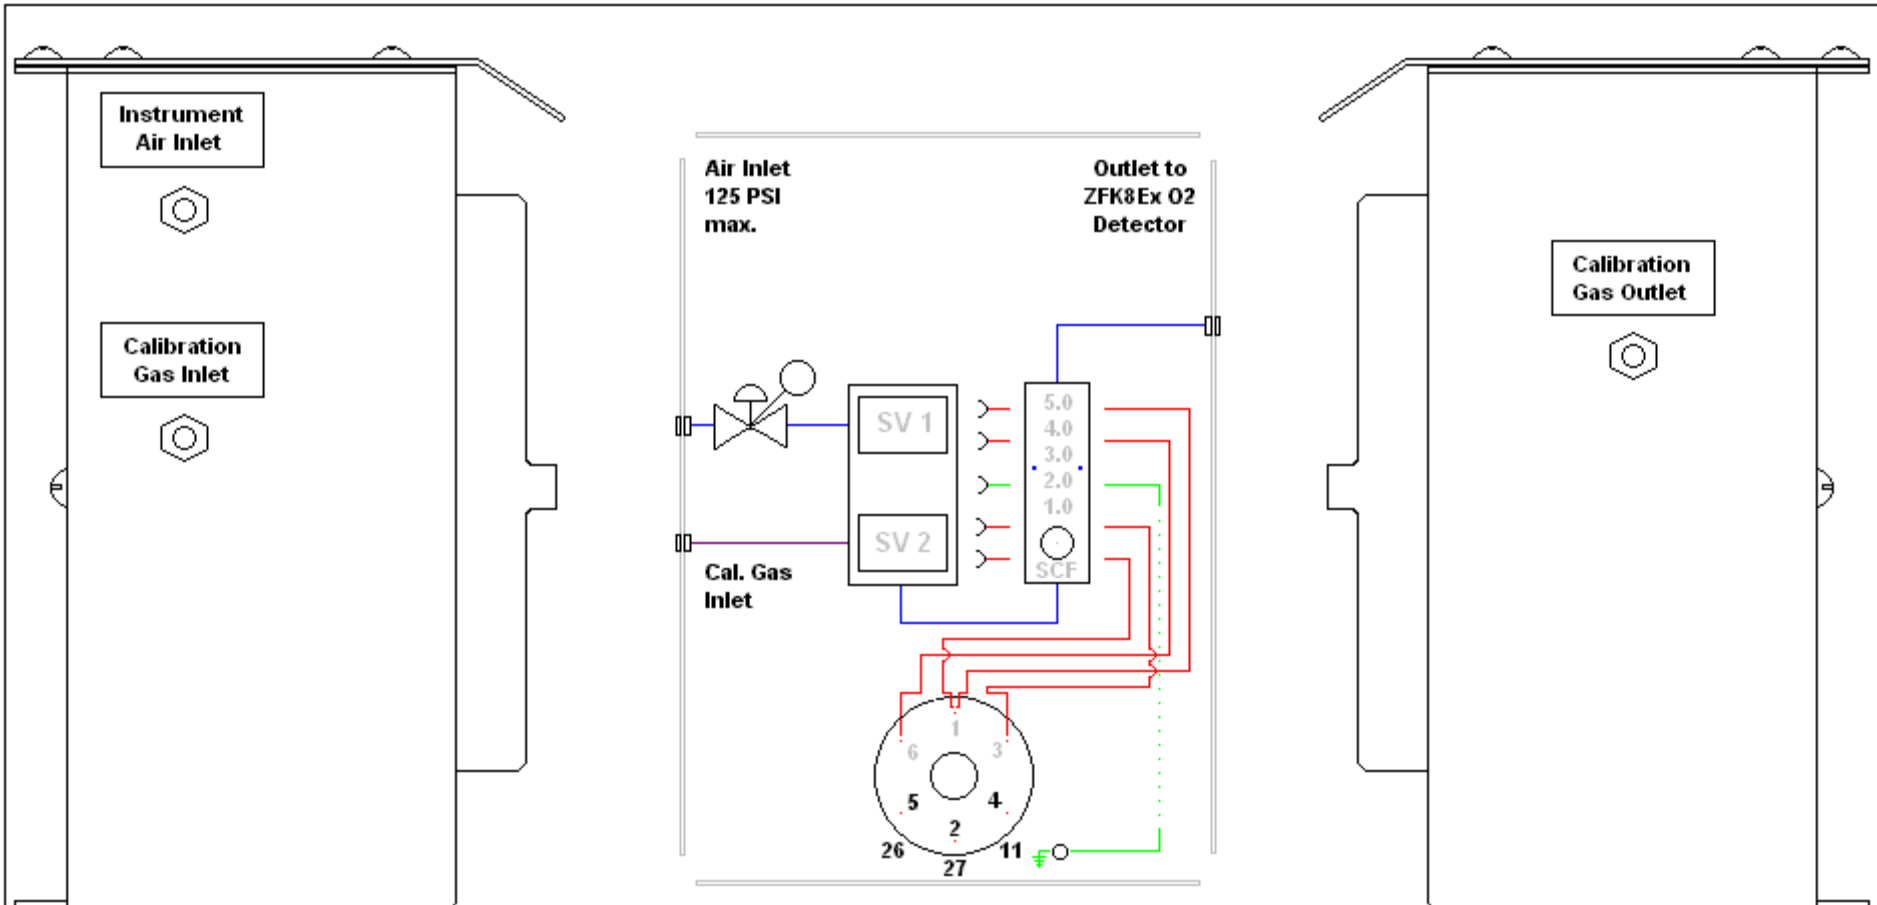 Instrument
Air Inlet
Calibration
Gas Inlet
Air Inlet
125 PSI
max.
Outlet to
ZFK8Ex O2
Detector
SV 1
SV 2
Cal. Gas
Inlet
5.0
4.0
3.0
2.0
1.0
SCF
1
6
3
5
4
2
26
11
27
Calibration
Gas Outlet